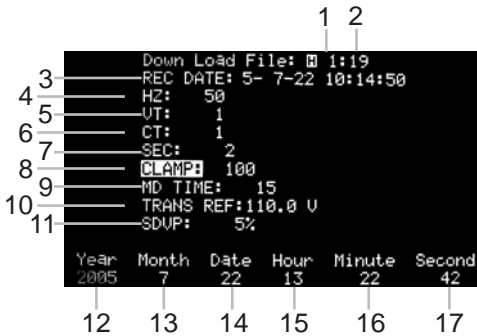 1 2
Down Load File: H 1:19
3 REC DATE: 5- 7-22 10:14:50
4 HZ: 50
5 VT: 1
6 CT: 1
7 SEC: 2
8 CLAMP: 100
9 MD TIME: 15
10 TRANS REF:110.0 V
11 SDVP: 5%
Year Month Date Hour Minute Second
2005 7 22 13 22 42
12 13 14 15 16 17